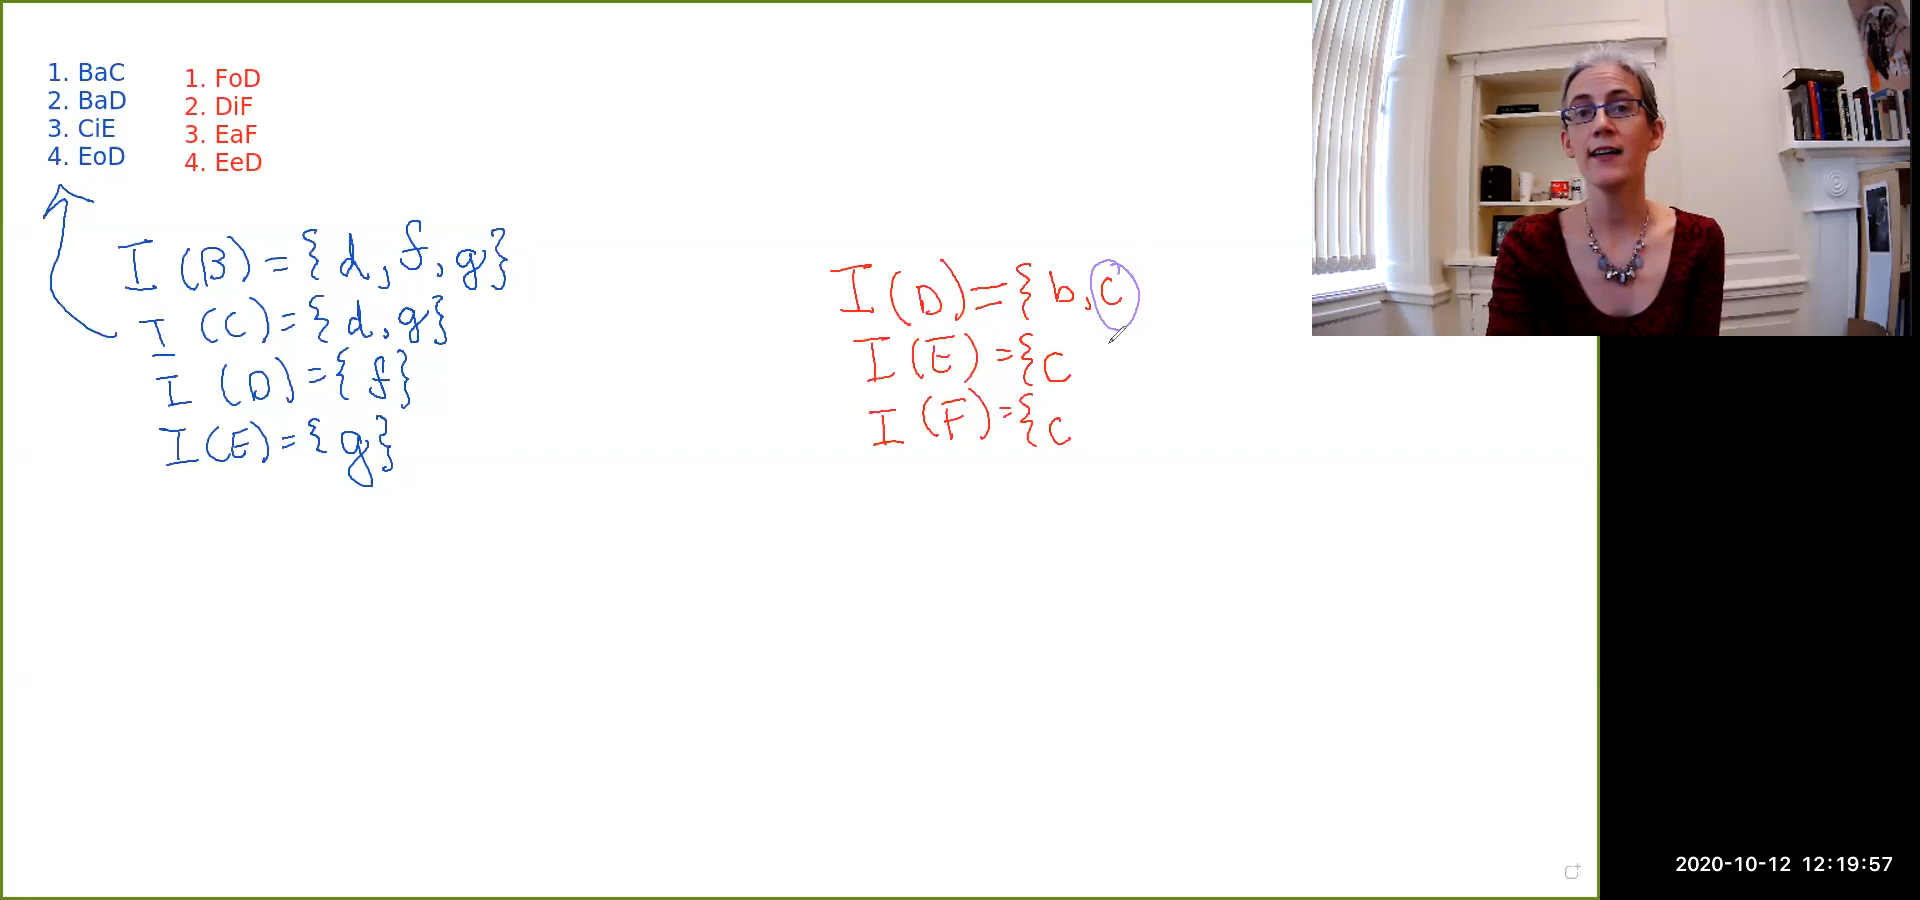 1. BaC
2. BaD
3. CiE
4. EoD
1. FoD
2. DiF
3. EaF
4. EeD
I (B) = { d, f, g}
I (C) = { d, g}
I (D) = { f}
I (E) = { g}
I (D) = { b, c
I (E) = { c
I (F) = { c
2020-10-12 12:19:57